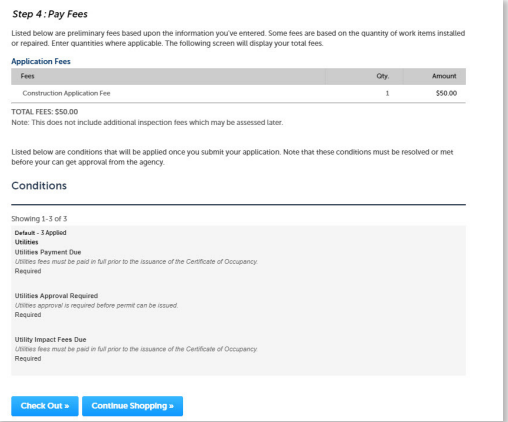 Step 4 : Pay Fees
Listed below are preliminary fees based upon the information you've entered. Some fees are based on the quantity of work items installed
or repaired. Enter quantities where applicable. The following screen will display your total fees.
Application Fees
Fees Qty. Amount
Construction Application Fee 1 $50.00
TOTAL FEES: $50.00
Note: This does not include additional inspection fees which may be assessed later.
Listed below are conditions that will be applied once you submit your application. Note that these conditions must be resolved or met
before your can get approval from the agency.
Conditions
Showing 1-3 of 3
Default - 3 Applied
Utilities
Utilities Payment Due
Utilities fees must be paid in full prior to the issuance of the Certificate of Occupancy.
Required
Utilities Approval Required
Utilities approval is required before permit can be issued.
Required
Utility Impact Fees Due
Utilities fees must be paid in full prior to the issuance of the Certificate of Occupancy.
Required
Check Out » Continue Shopping »